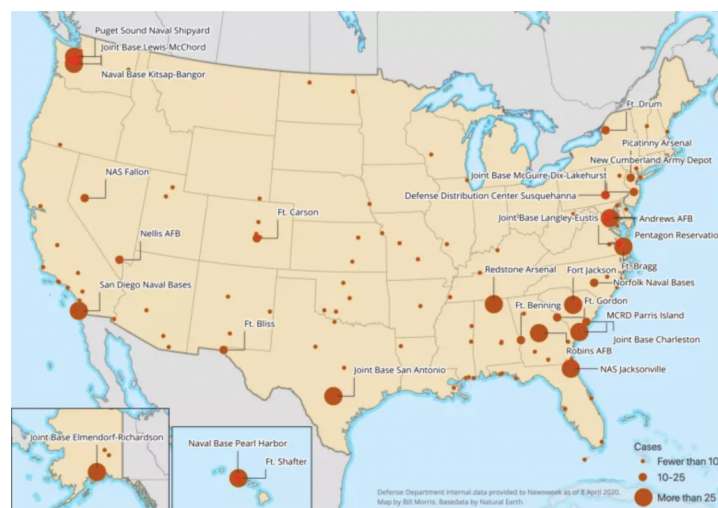 Puget Sound Naval Shipyard
Joint Base Lewis-McChord
Naval Base Kitsap-Bangor
Ft. Drum
Picatinny Arsenal
New Cumberland Army Depot
NAS Fallon
Joint Base McGuire-Dix-Lakehurst
Defense Distribution Center Susquehanna
Ft. Carson
Joint Base Langley-Eustis
Andrews AFB
Nellis AFB
Pentagon Reservatio
Redstone Arsenal
Fort Jackson
Ft. Bragg
Norfolk Naval Bases
San Diego Naval Bases
Ft. Benning
Ft. Gordon
MCRD Parris Island
Ft. Bliss
Joint Base Charleston
Robins AFB
Joint Base San Antonio
NAS Jacksonville
Joint Base Elmendorf-Richardson
Naval Base Pearl Harbor
Ft. Shafter
Cases
Fewer than 10
10-25
More than 25
Defense Department internal data provided to Newsweek as of 8 April 2020.
Map by Bill Morris. Basedata by Natural Earth.